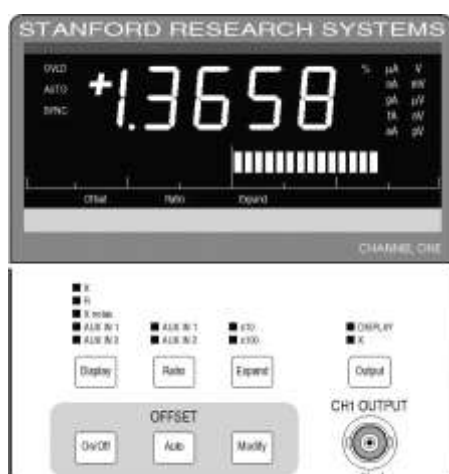 STANFORD RESEARCH SYSTEMS
OVLD
AUTO
SYNC
+1.3658
% µA V
nA mV
pA µV
fA nV
aA pV
Offset Ratio Expand
CHANNEL ONE
X
R
X noise
AUX IN 1
AUX IN 2
AUX IN 1
AUX IN 2
x10
x100
DISPLAY
X
Display Ratio Expand Output
OFFSET
CH1 OUTPUT
On/Off Auto Modify